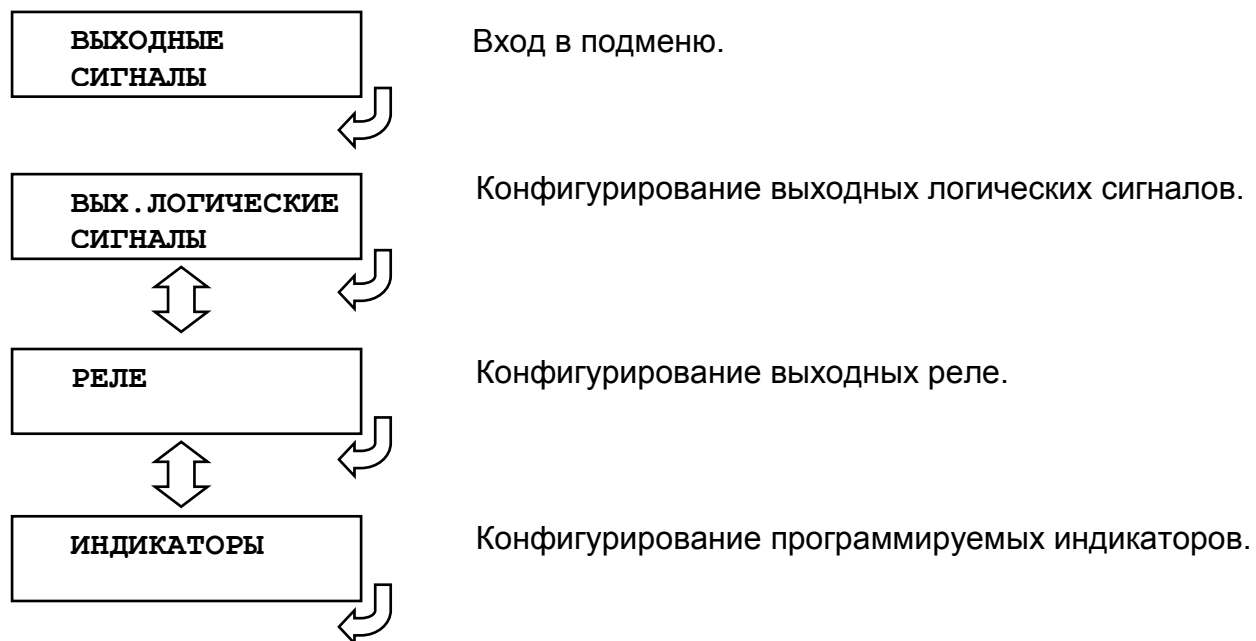 ВЫХОДНЫЕ
СИГНАЛЫ
Вход в подменю.
ВЫХ.ЛОГИЧЕСКИЕ
СИГНАЛЫ
Конфигурирование выходных логических сигналов.
РЕЛЕ
Конфигурирование выходных реле.
ИНДИКАТОРЫ
Конфигурирование программируемых индикаторов.